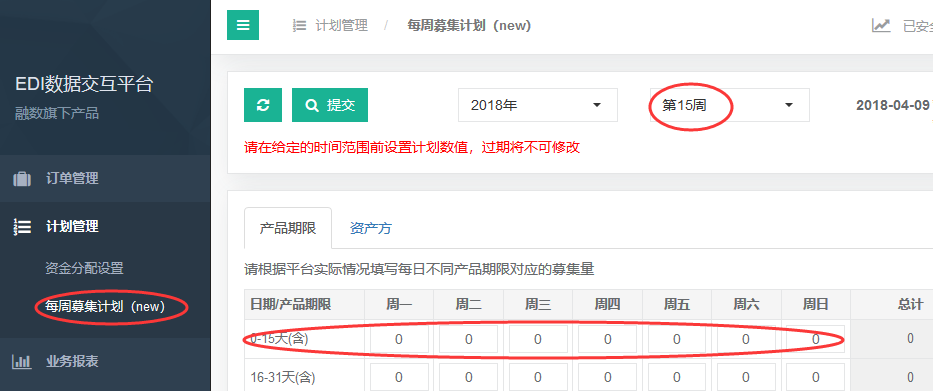 计划管理 / 每周募集计划（new）
EDI数据交互平台
融数旗下产品
订单管理
计划管理
资金分配设置
每周募集计划（new）
业务报表
提交 2018年 第15周 2018-04-09
请在给定的时间范围前设置计划数值，过期将不可修改
产品期限 资产方
请根据平台实际情况填写每日不同产品期限对应的募集量
日期/产品期限 周一 周二 周三 周四 周五 周六 周日 总计
0-15天(含) 0 0 0 0 0 0 0 0
16-31天(含) 0 0 0 0 0 0 0 0